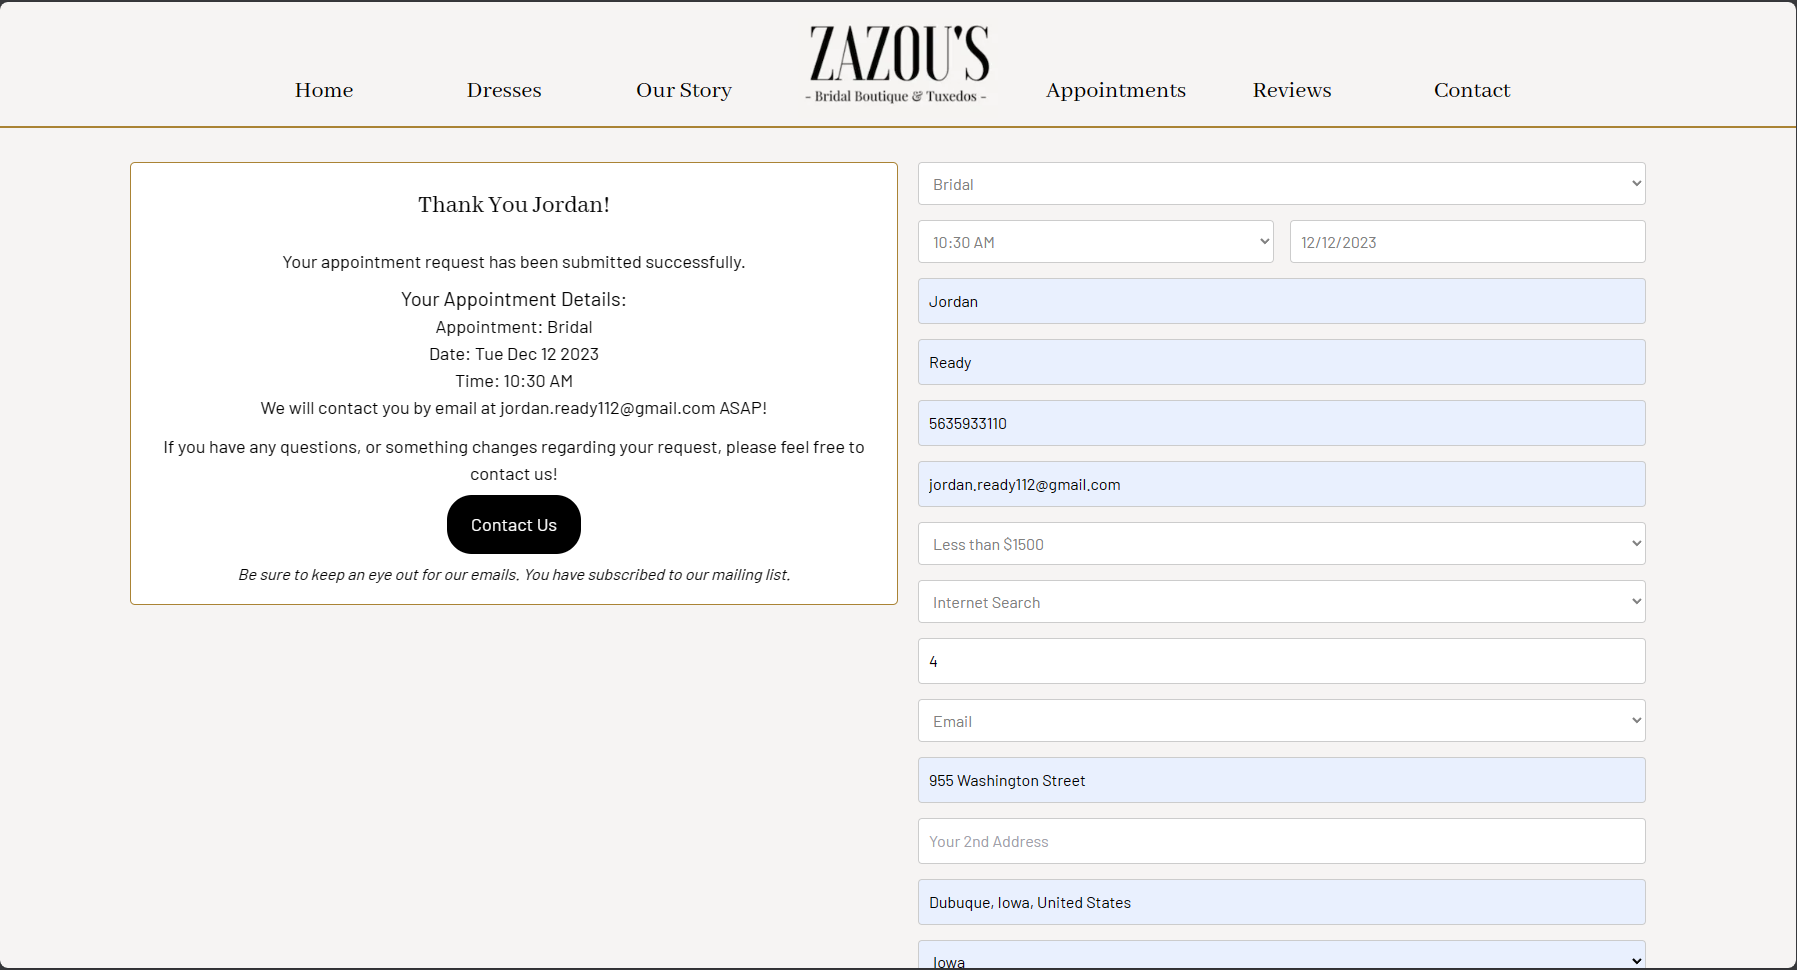 ZAZOU'S
- Bridal Boutique & Tuxedos -
Home
Dresses
Our Story
Appointments
Reviews
Contact
Thank You Jordan!
Your appointment request has been submitted successfully.
Your Appointment Details:
Appointment: Bridal
Date: Tue Dec 12 2023
Time: 10:30 AM
We will contact you by email at jordan.ready112@gmail.com ASAP!
If you have any questions, or something changes regarding your request, please feel free to
contact us!
Contact Us
Be sure to keep an eye out for our emails. You have subscribed to our mailing list.
Bridal
10:30 AM
12/12/2023
Jordan
Ready
5635933110
jordan.ready112@gmail.com
Less than $1500
Internet Search
4
Email
955 Washington Street
Your 2nd Address
Dubuque, Iowa, United States
Iowa